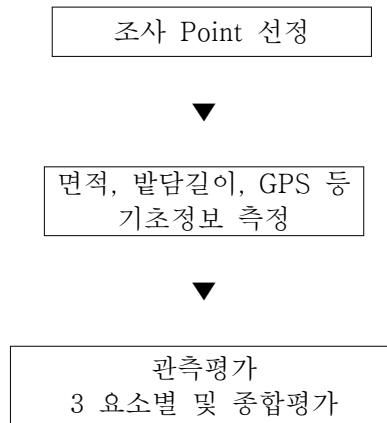 조사 Point 선정
면적, 밭담길이, GPS 등
기초정보 측정
관측평가
3 요소별 및 종합평가